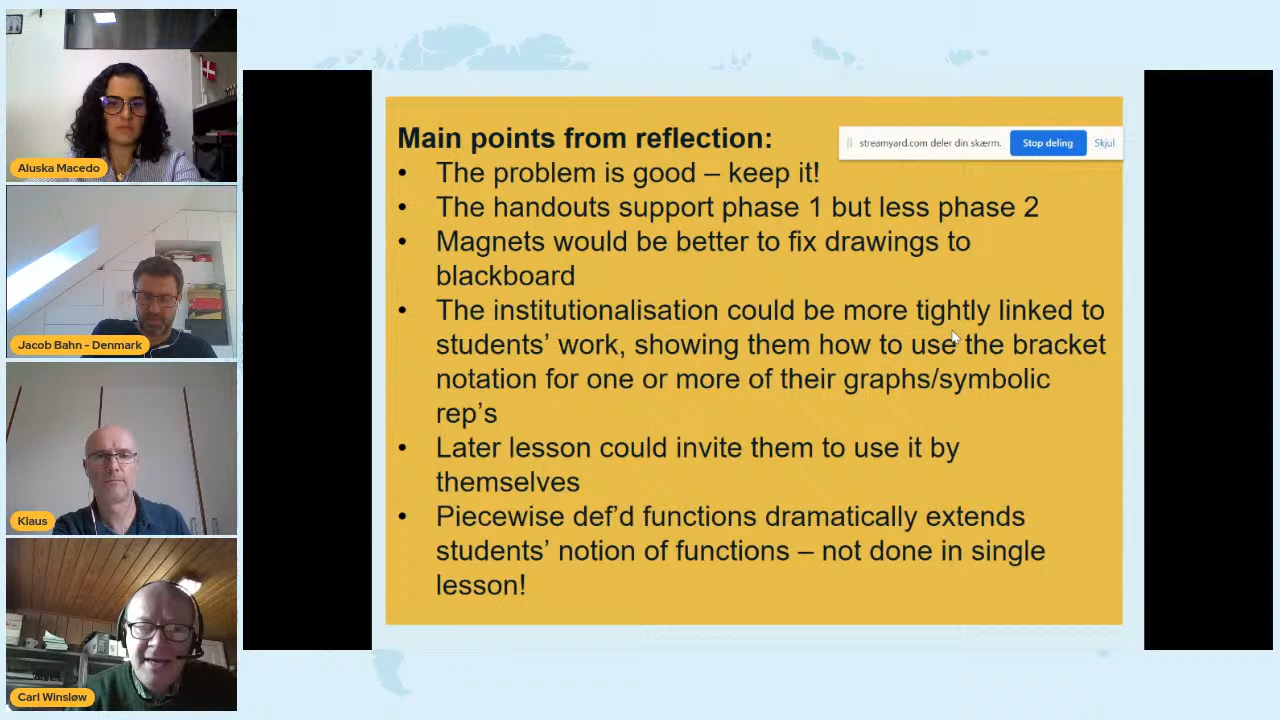 Aluska Macedo
Jacob Bahn - Denmark
Klaus
Carl Winsløw
Main points from reflection:
• The problem is good – keep it!
• The handouts support phase 1 but less phase 2
• Magnets would be better to fix drawings to
blackboard
• The institutionalisation could be more tightly linked to
students’ work, showing them how to use the bracket
notation for one or more of their graphs/symbolic
rep’s
• Later lesson could invite them to use it by
themselves
• Piecewise def’d functions dramatically extends
students’ notion of functions – not done in single
lesson!
streamyard.com deler din skærm. Stop deling Skjul